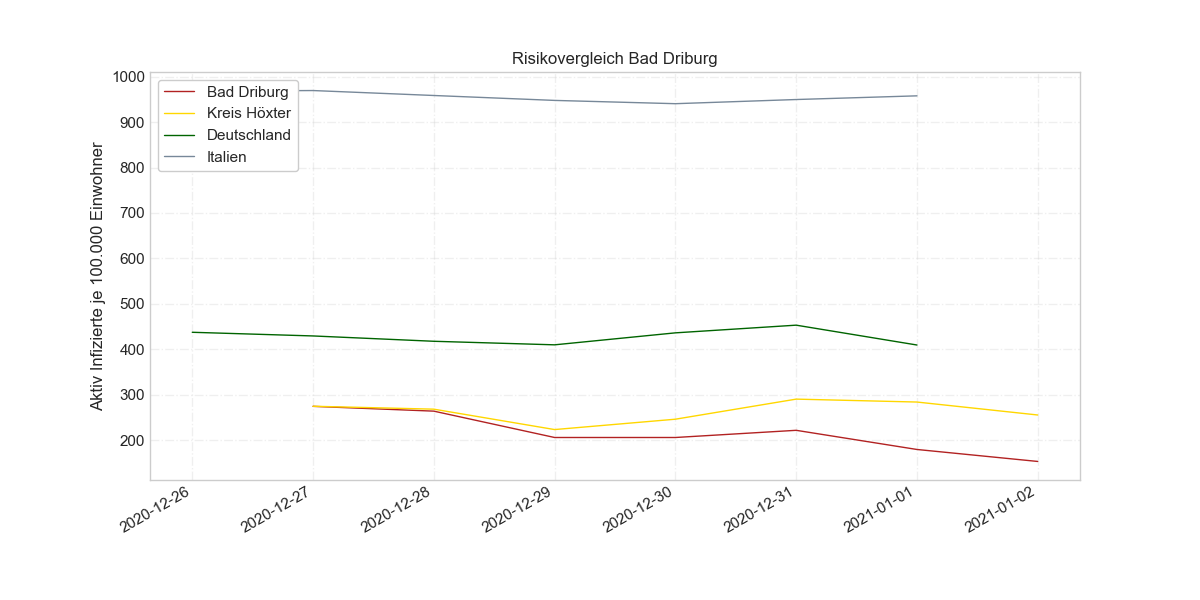 Risikovergleich Bad Driburg
Aktiv Infizierte je 100.000 Einwohner
1000
900
800
700
600
500
400
300
200
Bad Driburg
Kreis Höxter
Deutschland
Italien
2020-12-26
2020-12-27
2020-12-28
2020-12-29
2020-12-30
2020-12-31
2021-01-01
2021-01-02